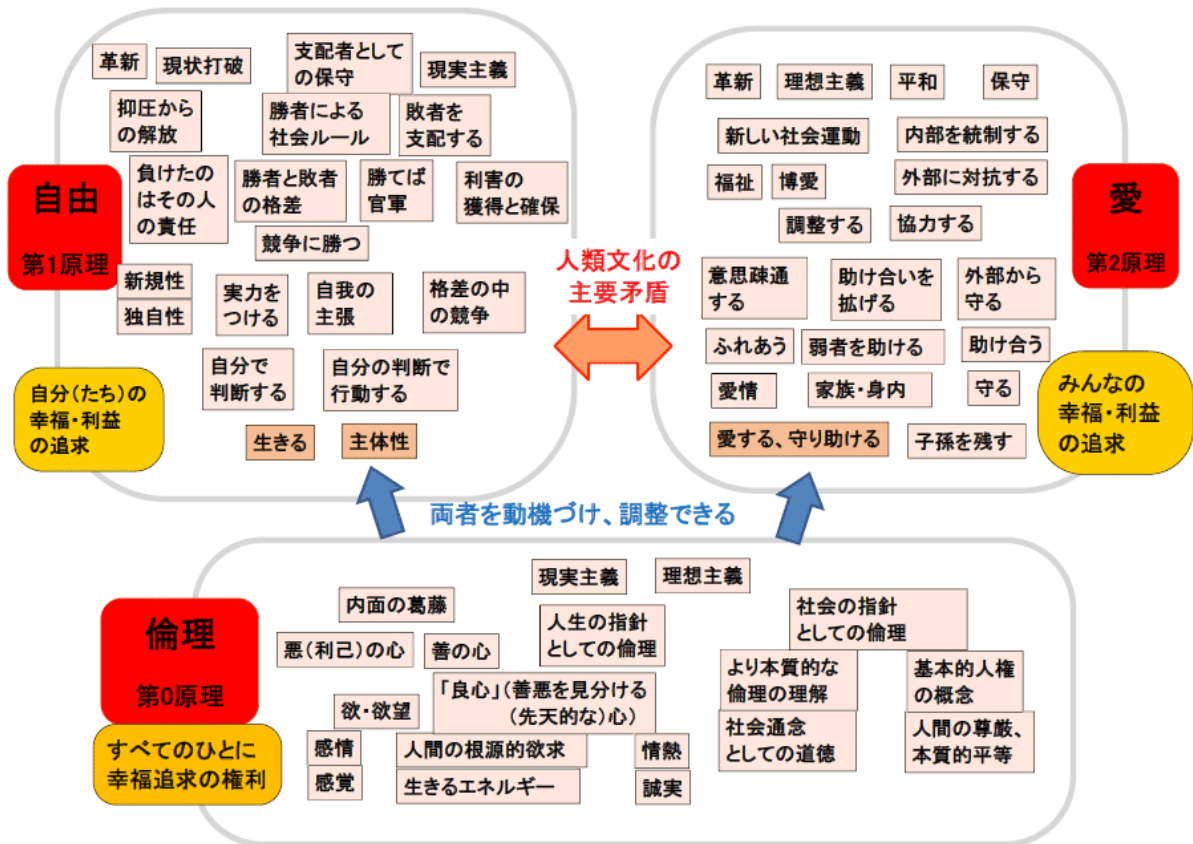 革新
現状打破
支配者として
の保守
現実主義
抑圧から
の解放
勝者による
社会ルール
敗者を
支配する
自由
第1原理
負けたの
はその人
の責任
勝者と敗者
の格差
勝てば
官軍
利害の
獲得と確保
競争に勝つ
新規性
独自性
実力を
つける
自我の
主張
格差の中
の競争
自分で
判断する
自分の判断で
行動する
自分(たち)の
幸福・利益
の追求
生きる
主体性
人類文化の
主要矛盾
革新
理想主義
平和
保守
新しい社会運動
内部を統制する
福祉
博愛
外部に対抗する
調整する
協力する
愛
第2原理
意思疎通
する
助け合いを
拡げる
外部から
守る
ふれあう
弱者を助ける
助け合う
愛情
家族・身内
守る
みんなの
幸福・利益
の追求
愛する、守り助ける
子孫を残す
両者を動機づけ、調整できる
現実主義
理想主義
内面の葛藤
人生の指針
としての倫理
社会の指針
としての倫理
倫理
第0原理
悪(利己)の心
善の心
より本質的な
倫理の理解
基本的人権
の概念
欲・欲望
「良心」(善悪を見分ける
(先天的な)心)
社会通念
としての道徳
人間の尊厳、
本質的平等
すべてのひとに
幸福追求の権利
感情
感覚
人間の根源的欲求
生きるエネルギー
情熱
誠実